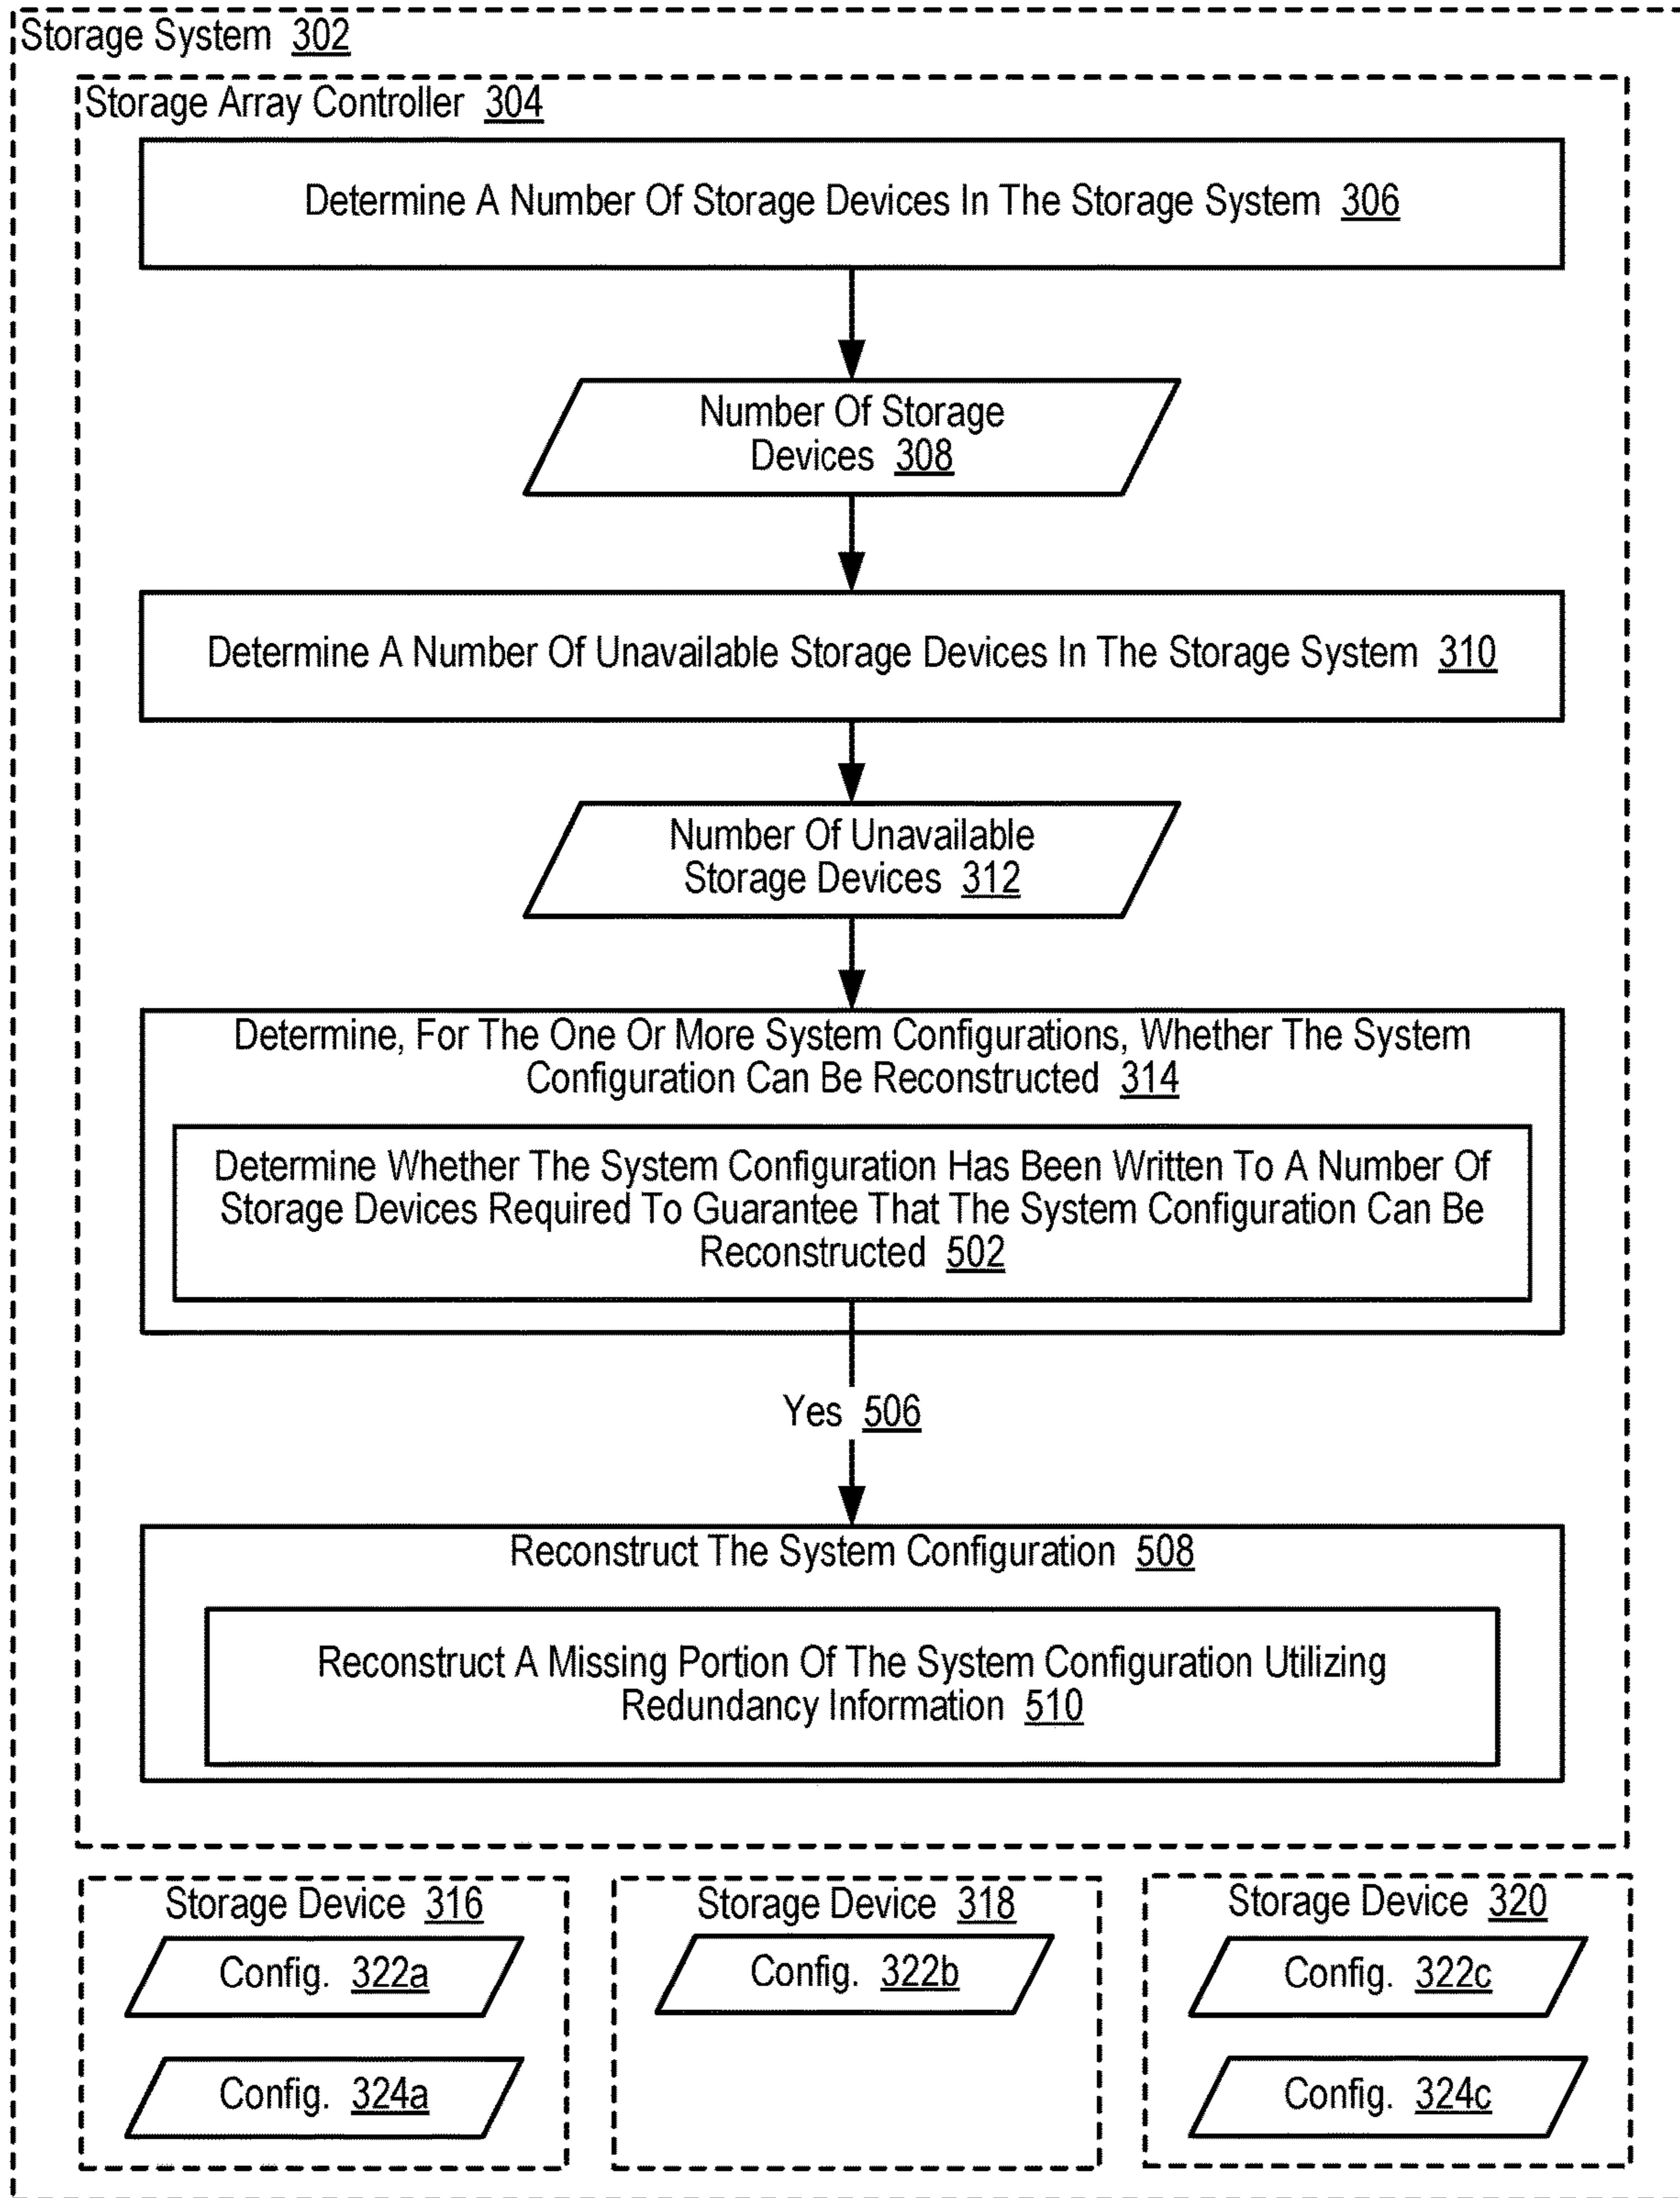 Storage System 302
Storage Array Controller 304
Determine A Number Of Storage Devices In The Storage System 306
Number Of Storage
Devices 308
Determine A Number Of Unavailable Storage Devices In The Storage System 310
Number Of Unavailable
Storage Devices 312
Determine, For The One Or More System Configurations, Whether The System
Configuration Can Be Reconstructed 314
Determine Whether The System Configuration Has Been Written To A Number Of
Storage Devices Required To Guarantee That The System Configuration Can Be
Reconstructed 502
Yes 506
Reconstruct The System Configuration 508
Reconstruct A Missing Portion Of The System Configuration Utilizing
Redundancy Information 510
Storage Device 316
Config. 322a
Config. 324a
Storage Device 318
Config. 322b
Storage Device 320
Config. 322c
Config. 324c